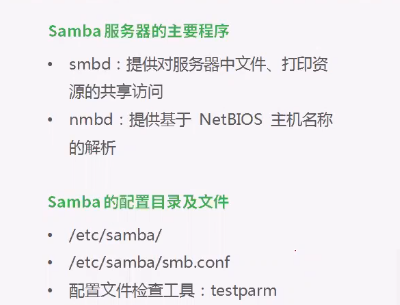 Samba 服务器的主要程序
• smbd：提供对服务器中文件、打印资
源的共享访问
• nmbd：提供基于 NetBIOS 主机名称
的解析
Samba 的配置目录及文件
• /etc/samba/
• /etc/samba/smb.conf
• 配置文件检查工具：testparm